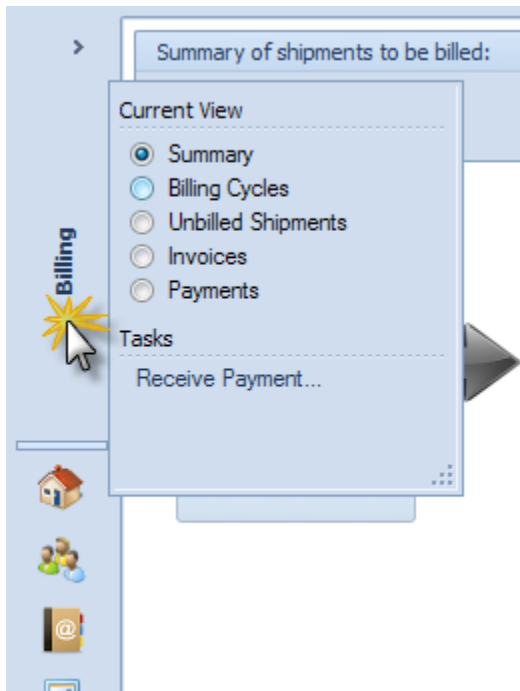 Summary of shipments to be billed:
Current View
Summary
Billing Cycles
Unbilled Shipments
Invoices
Payments
Billing
Tasks
Receive Payment...
@